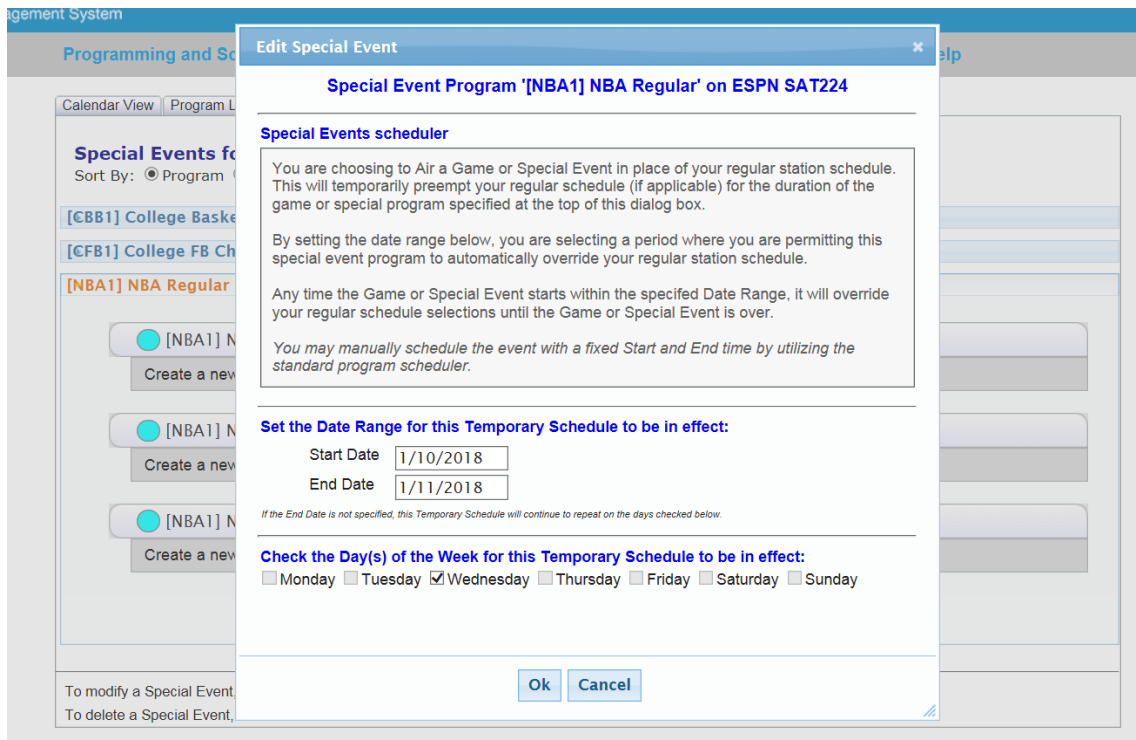 agement System
Programming and Sc
elp
Calendar View
Program L
Special Events fo
Sort By: Program
[CBB1] College Baske
[CFB1] College FB Ch
[NBA1] NBA Regular
[NBA1] N
Create a new
[NBA1] N
Create a new
[NBA1] N
Create a new
To modify a Special Event,
To delete a Special Event,
Edit Special Event
Special Event Program '[NBA1] NBA Regular' on ESPN SAT224
Special Events scheduler
You are choosing to Air a Game or Special Event in place of your regular station schedule.
This will temporarily preempt your regular schedule (if applicable) for the duration of the
game or special program specified at the top of this dialog box.
By setting the date range below, you are selecting a period where you are permitting this
special event program to automatically override your regular station schedule.
Any time the Game or Special Event starts within the specifed Date Range, it will override
your regular schedule selections until the Game or Special Event is over.
You may manually schedule the event with a fixed Start and End time by utilizing the
standard program scheduler.
Set the Date Range for this Temporary Schedule to be in effect:
Start Date 1/10/2018
End Date 1/11/2018
If the End Date is not specified, this Temporary Schedule will continue to repeat on the days checked below.
Check the Day(s) of the Week for this Temporary Schedule to be in effect:
Monday Tuesday Wednesday Thursday Friday Saturday Sunday
Ok Cancel